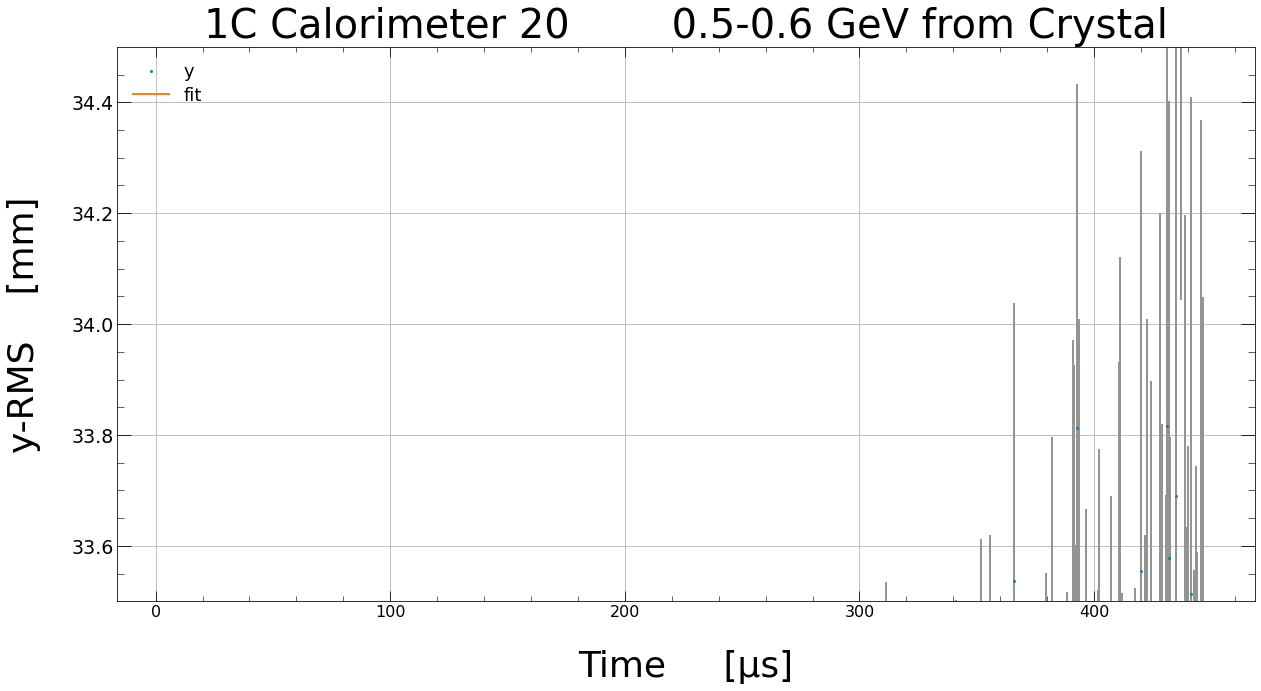 1C Calorimeter 20 0.5-0.6 GeV from Crystal
y
fit
34.4
34.2
34.0
33.8
33.6
y-RMS [mm]
0 100 200 300 400
Time [μs]